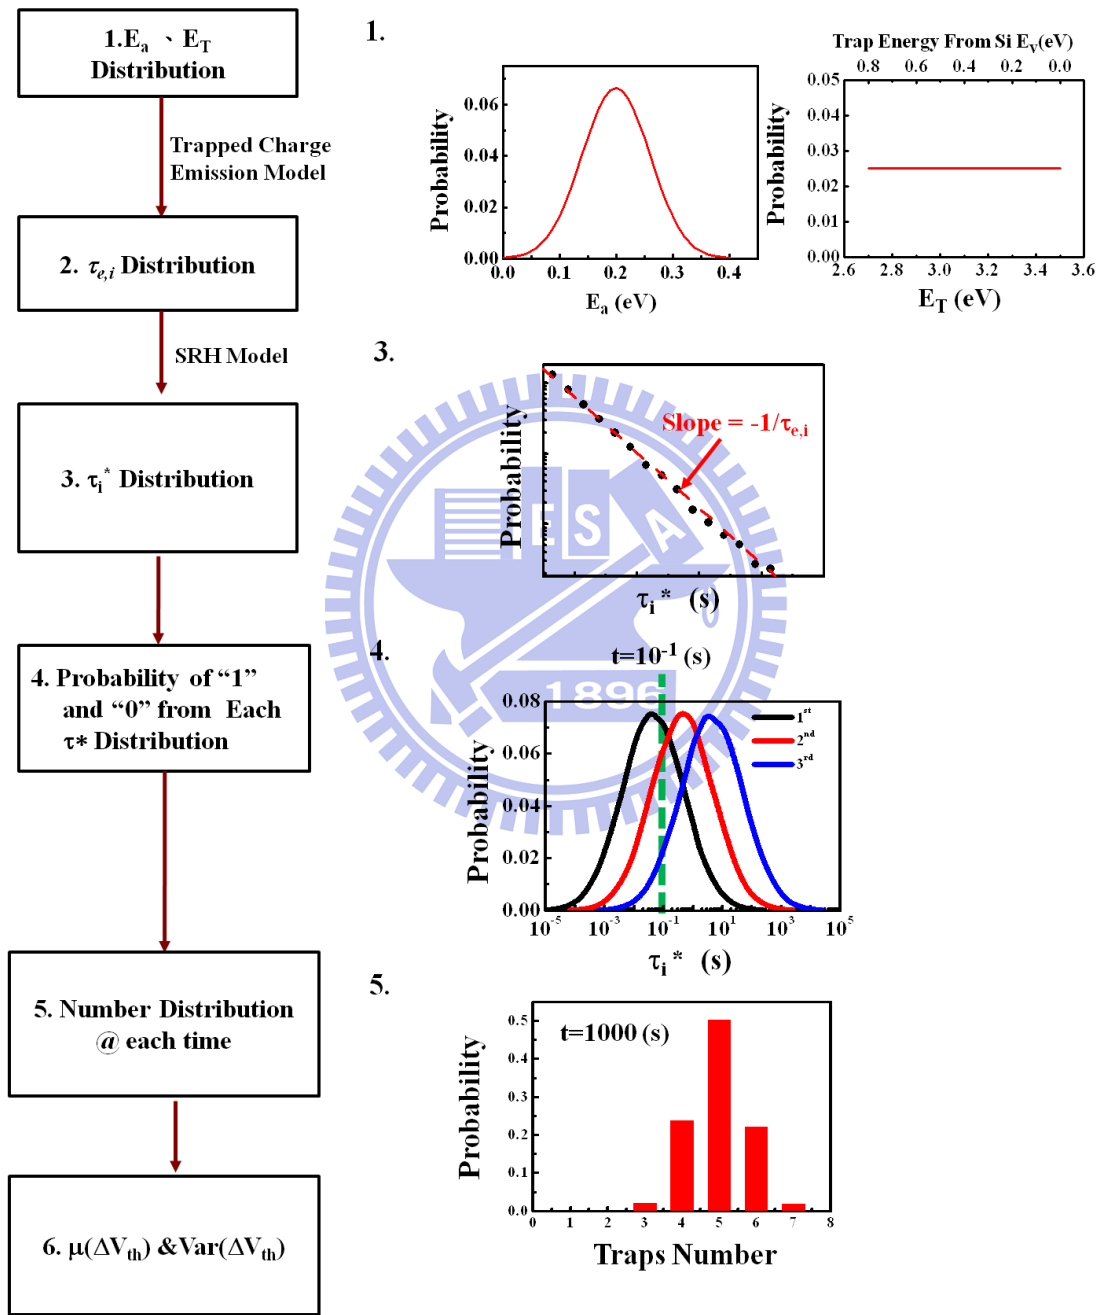 1.Eₐ 、 E_T
Distribution
Trapped Charge
Emission Model
2. τ_{e,i} Distribution
SRH Model
3. τᵢ* Distribution
4. Probability of “1”
and “0” from Each
τ* Distribution
5. Number Distribution
@ each time
6. μ(ΔV_th) &Var(ΔV_th)
1.
Probability
0.06
0.04
0.02
0.00
0.0 0.1 0.2 0.3 0.4
Eₐ (eV)
Trap Energy From Si E_V(eV)
0.8 0.6 0.4 0.2 0.0
Probability
0.05
0.04
0.03
0.02
0.01
0.00
2.6 2.8 3.0 3.2 3.4 3.6
E_T (eV)
3.
Probability
Slope = -1/τ_{e,i}
τᵢ* (s)
ESA
1896
4.
t=10⁻¹ (s)
Probability
0.08
0.06
0.04
0.02
0.00
1ˢᵗ
2ⁿᵈ
3ʳᵈ
10⁻⁵ 10⁻³ 10⁻¹ 10¹ 10³ 10⁵
τᵢ* (s)
5.
t=1000 (s)
Probability
0.5
0.4
0.3
0.2
0.1
0.0
0 1 2 3 4 5 6 7 8
Traps Number